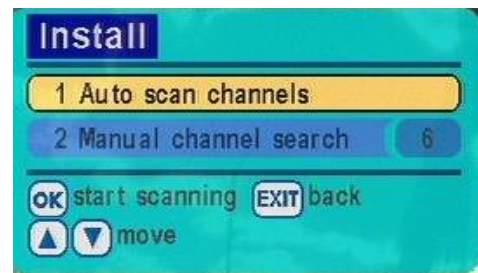 Install
1 Auto scan channels
2 Manual channel search 6
OK start scanning EXIT back
move